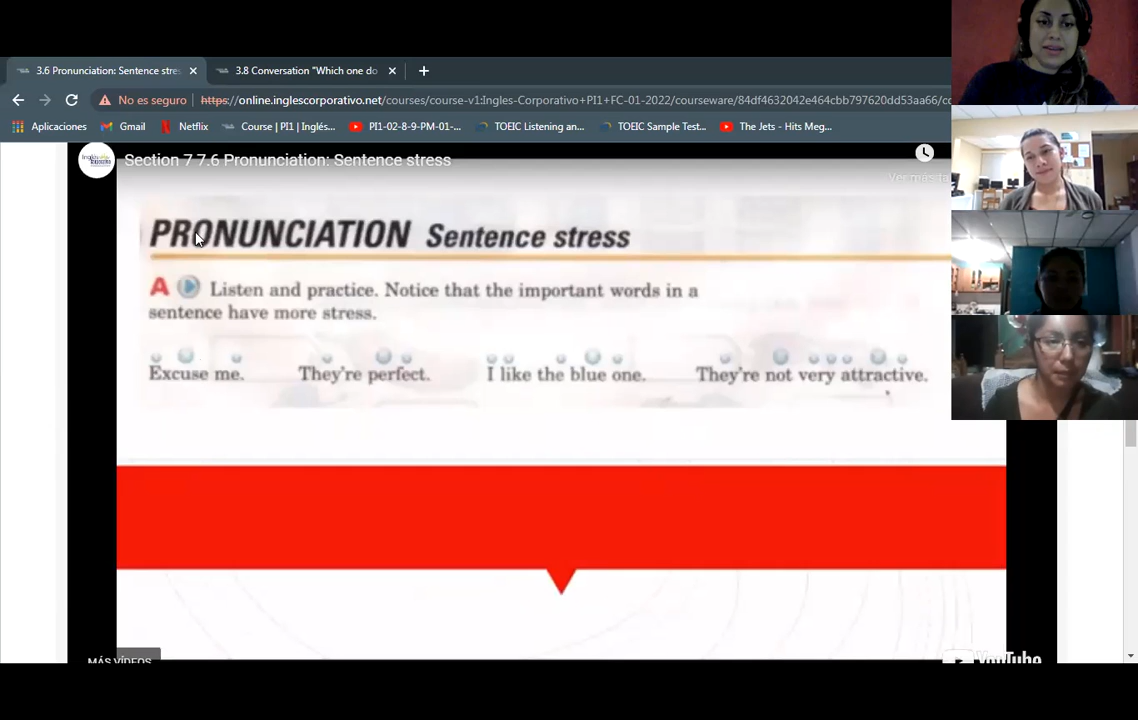 3.6 Pronunciation: Sentence stre
3.8 Conversation "Which one do
No es seguro
https://online.inglescorporativo.net/courses/course-v1:Ingles-Corporativo+PI1+FC-01-2022/courseware/84df4632042e464cbb797620dd53aa66/c
Aplicaciones
Gmail
Netflix
Course | PI1 | Inglés...
PI1-02-8-9-PM-01-...
TOEIC Listening an...
TOEIC Sample Test...
The Jets - Hits Meg...
Section 7 7.6 Pronunciation: Sentence stress
Ver más ta
PRONUNCIATION Sentence stress
A Listen and practice. Notice that the important words in a
sentence have more stress.
Excuse me. They're perfect. I like the blue one. They're not very attractive.
MÁS VÍDEOS
YouTube